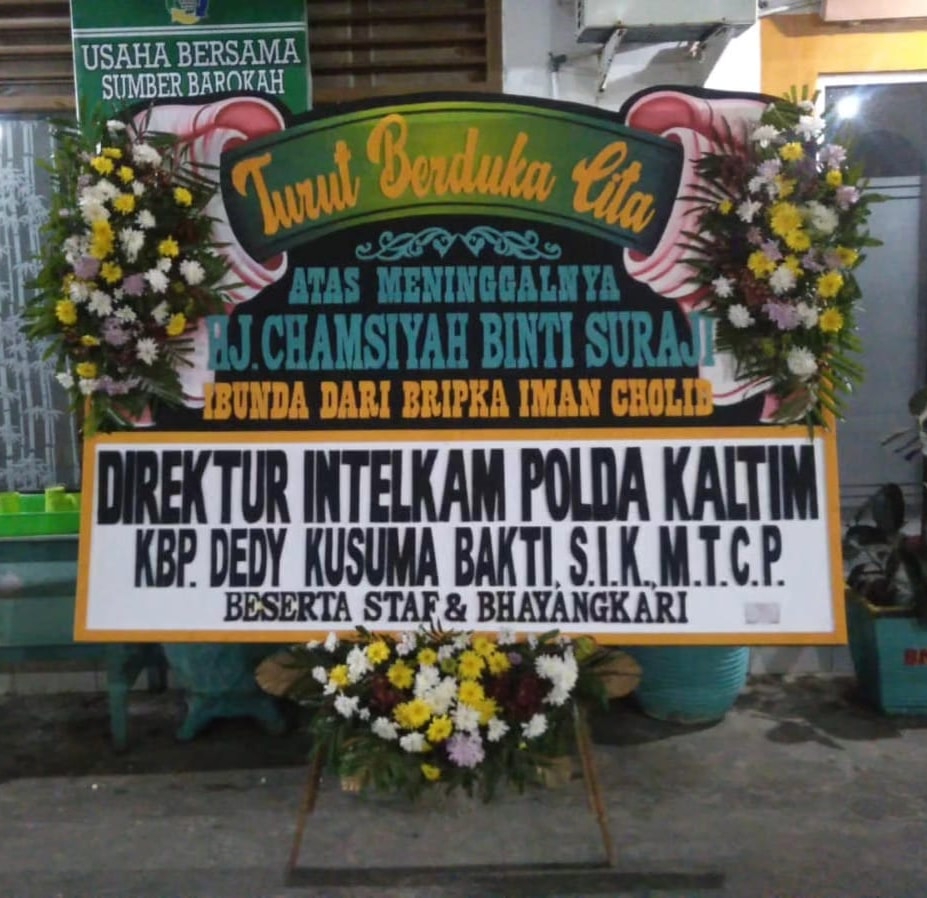 USAHA BERSAMA
SUMBER BAROKAH
Turut Berduka Cita
ATAS MENINGGALNYA
HJ.CHAMSIYAH BINTI SURAJI
IBUNDA DARI BRIPKA IMAN CHOLID
DIREKTUR INTELKAM POLDA KALTIM
KBP. DEDY KUSUMA BAKTI, S.I.K., M.T.C.P.
BESERTA STAF & BHAYANGKARI